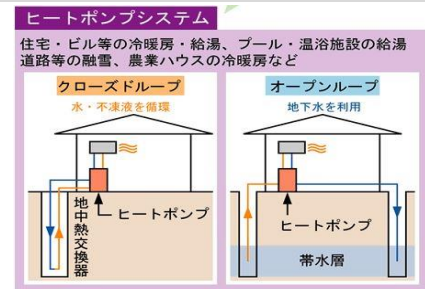 ヒートポンプシステム
住宅・ビル等の冷暖房・給湯、プール・温浴施設の給湯
道路等の融雪、農業ハウスの冷暖房など
クローズドループ
水・不凍液を循環
地中熱交換器
ヒートポンプ
オープンループ
地下水を利用
ヒートポンプ
帯水層